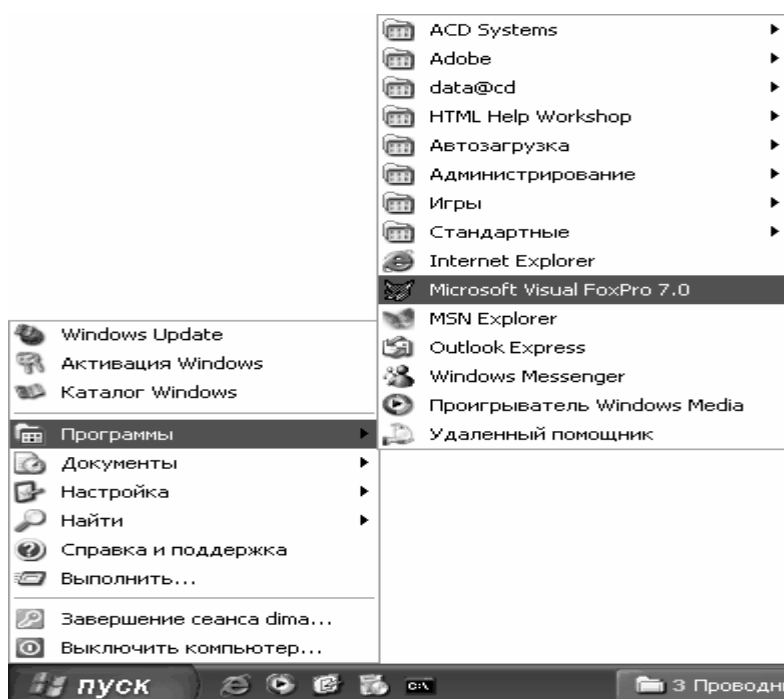 ACD Systems
Adobe
data@cd
HTML Help Workshop
Автозагрузка
Администрирование
Игры
Стандартные
Internet Explorer
Microsoft Visual FoxPro 7.0
MSN Explorer
Outlook Express
Windows Messenger
Проигрыватель Windows Media
Удаленный помощник
Windows Update
Активация Windows
Каталог Windows
Программы
Документы
Настройка
Найти
Справка и поддержка
Выполнить...
Завершение сеанса dima...
Выключить компьютер...
пуск
C:\
3 Проводн